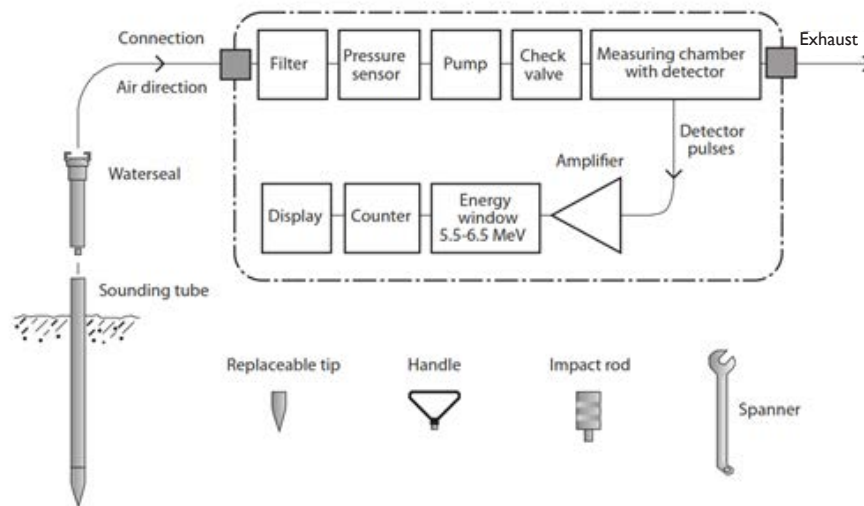 Connection
Air direction
Filter
Pressure
sensor
Pump
Check
valve
Measuring chamber
with detector
Exhaust
Detector
pulses
Amplifier
Waterseal
Display
Counter
Energy
window
5.5-6.5 MeV
Sounding tube
Replaceable tip
Handle
Impact rod
Spanner